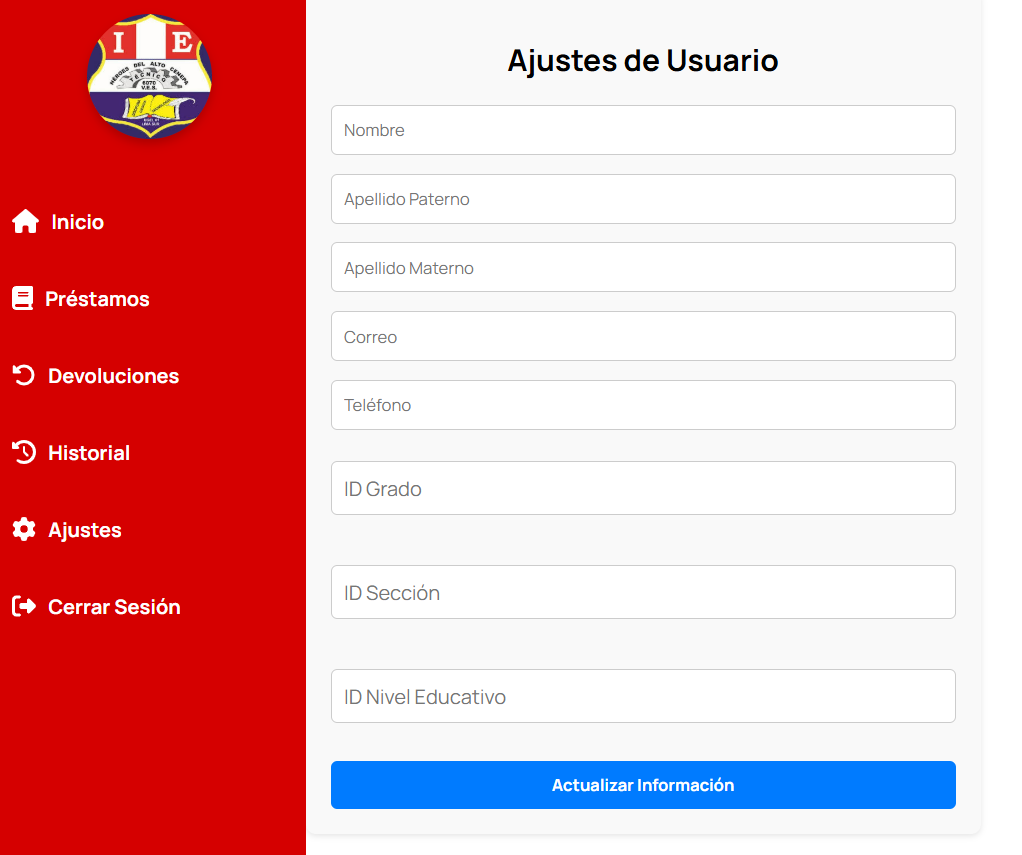 I E
HÉROES DEL ALTO CENEPA
TÉCNICO
6070
V.E.S.
Inicio
Préstamos
Devoluciones
Historial
Ajustes
Cerrar Sesión
Ajustes de Usuario
Nombre
Apellido Paterno
Apellido Materno
Correo
Teléfono
ID Grado
ID Sección
ID Nivel Educativo
Actualizar Información